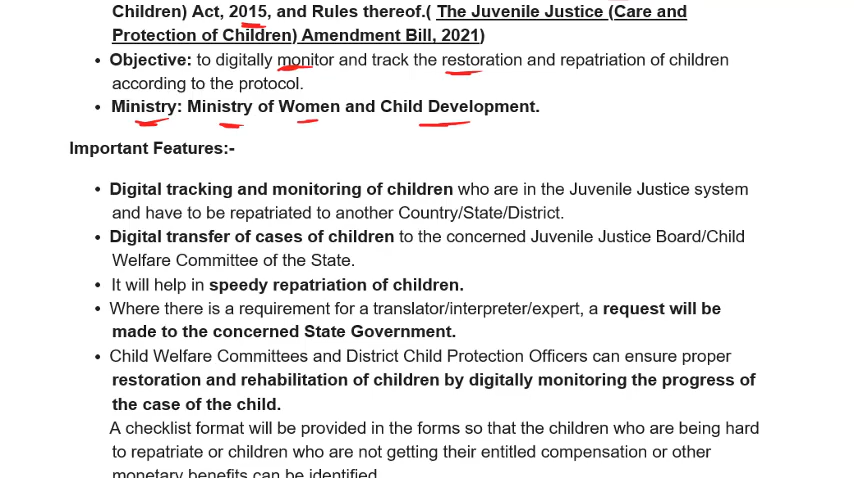 Children) Act, 2015, and Rules thereof.( The Juvenile Justice (Care and
Protection of Children) Amendment Bill, 2021)
• Objective: to digitally monitor and track the restoration and repatriation of children
according to the protocol.
• Ministry: Ministry of Women and Child Development.
Important Features:-
• Digital tracking and monitoring of children who are in the Juvenile Justice system
and have to be repatriated to another Country/State/District.
• Digital transfer of cases of children to the concerned Juvenile Justice Board/Child
Welfare Committee of the State.
• It will help in speedy repatriation of children.
• Where there is a requirement for a translator/interpreter/expert, a request will be
made to the concerned State Government.
• Child Welfare Committees and District Child Protection Officers can ensure proper
restoration and rehabilitation of children by digitally monitoring the progress of
the case of the child.
A checklist format will be provided in the forms so that the children who are being hard
to repatriate or children who are not getting their entitled compensation or other
monetary benefits can be identified.